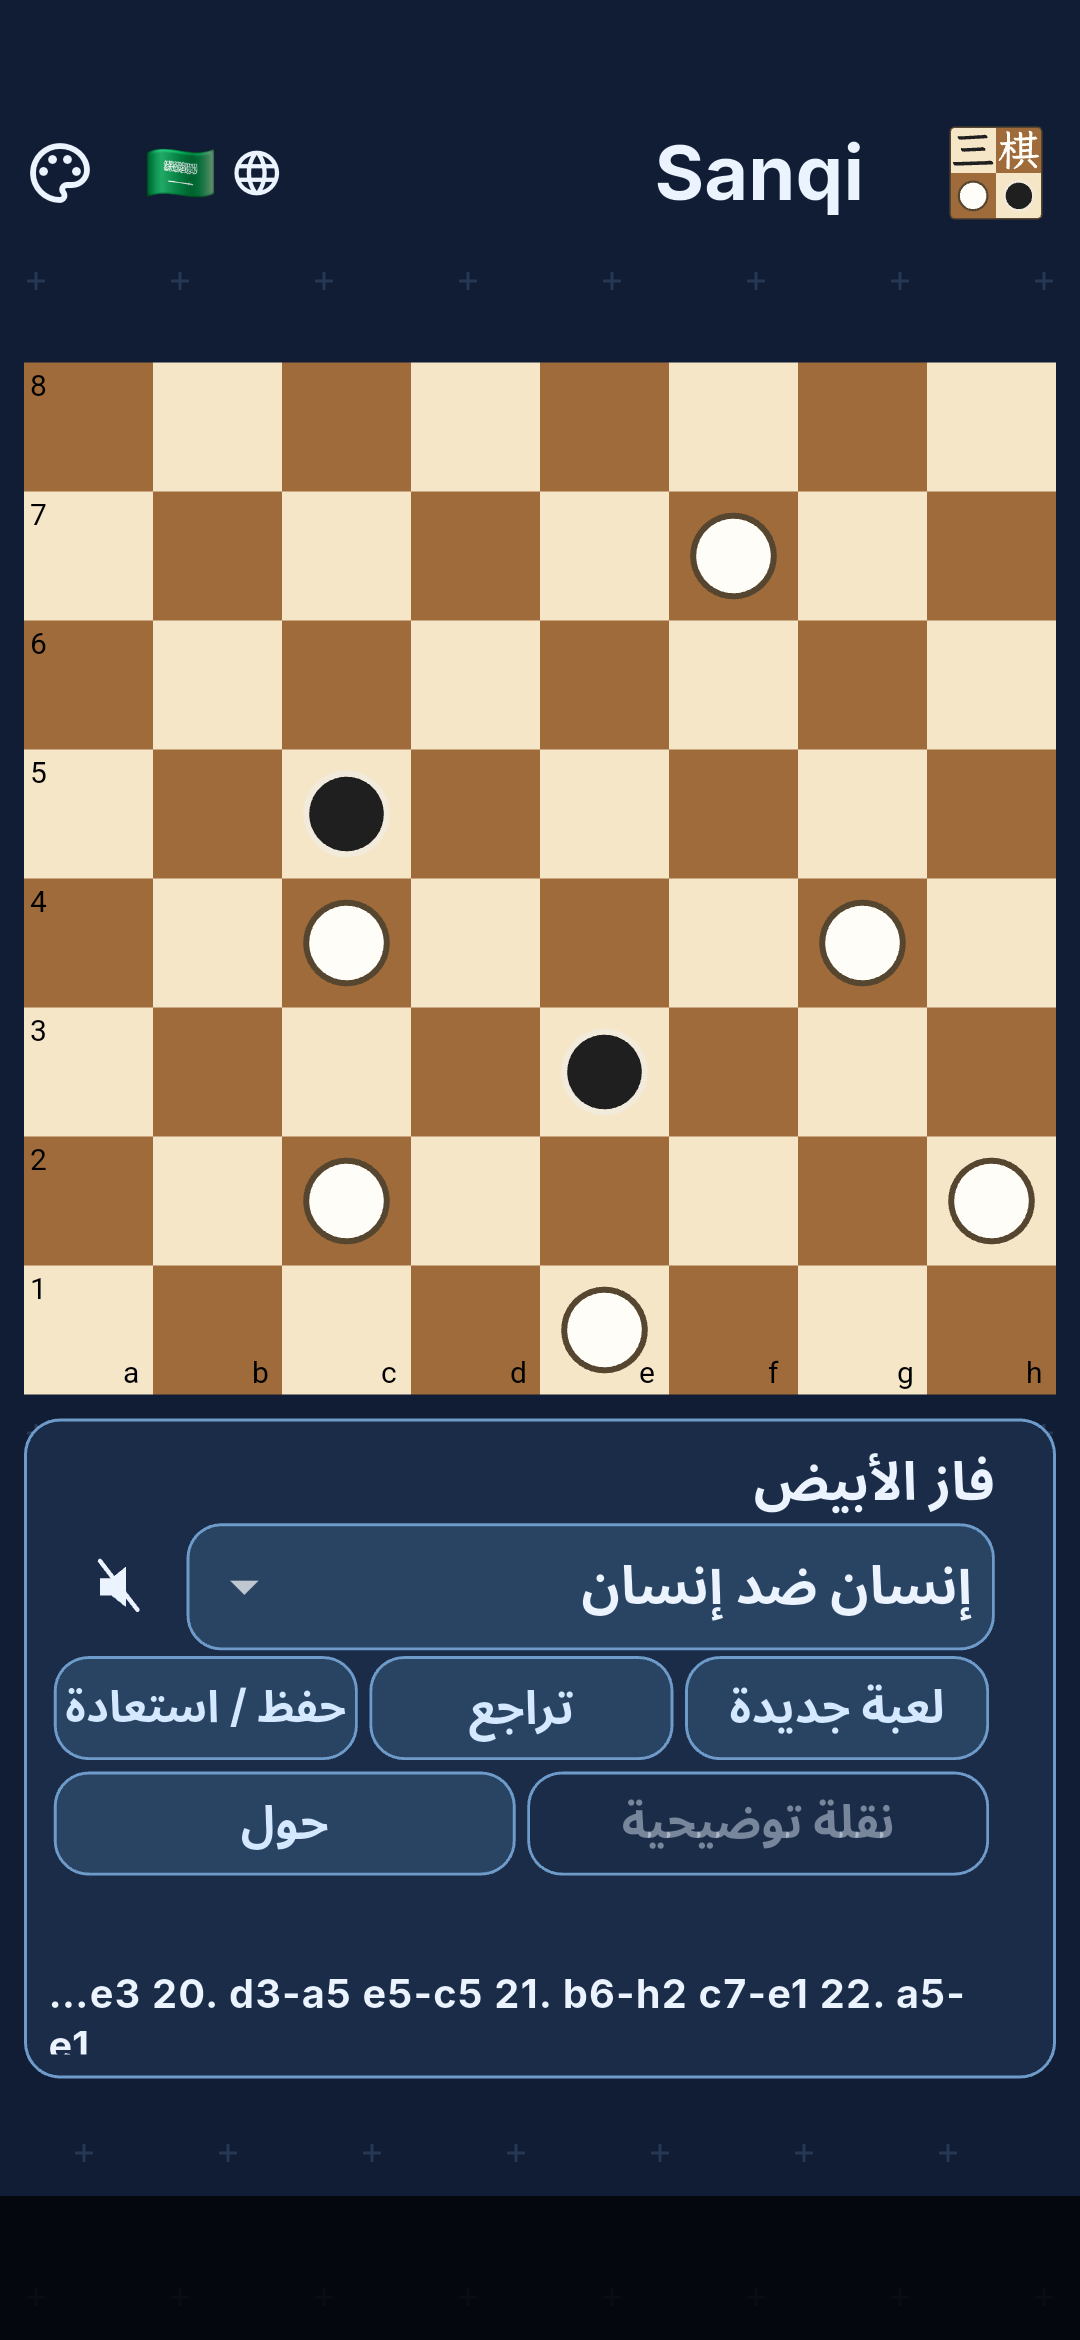 Sanqi
三棋
8
7
6
5
4
3
2
1
a b c d e f g h
فاز الأبيض
إنسان ضد إنسان
لعبة جديدة
تراجع
حفظ / استعادة
نقلة توضيحية
حول
...e3 20. d3-a5 e5-c5 21. b6-h2 c7-e1 22. a5-
e1